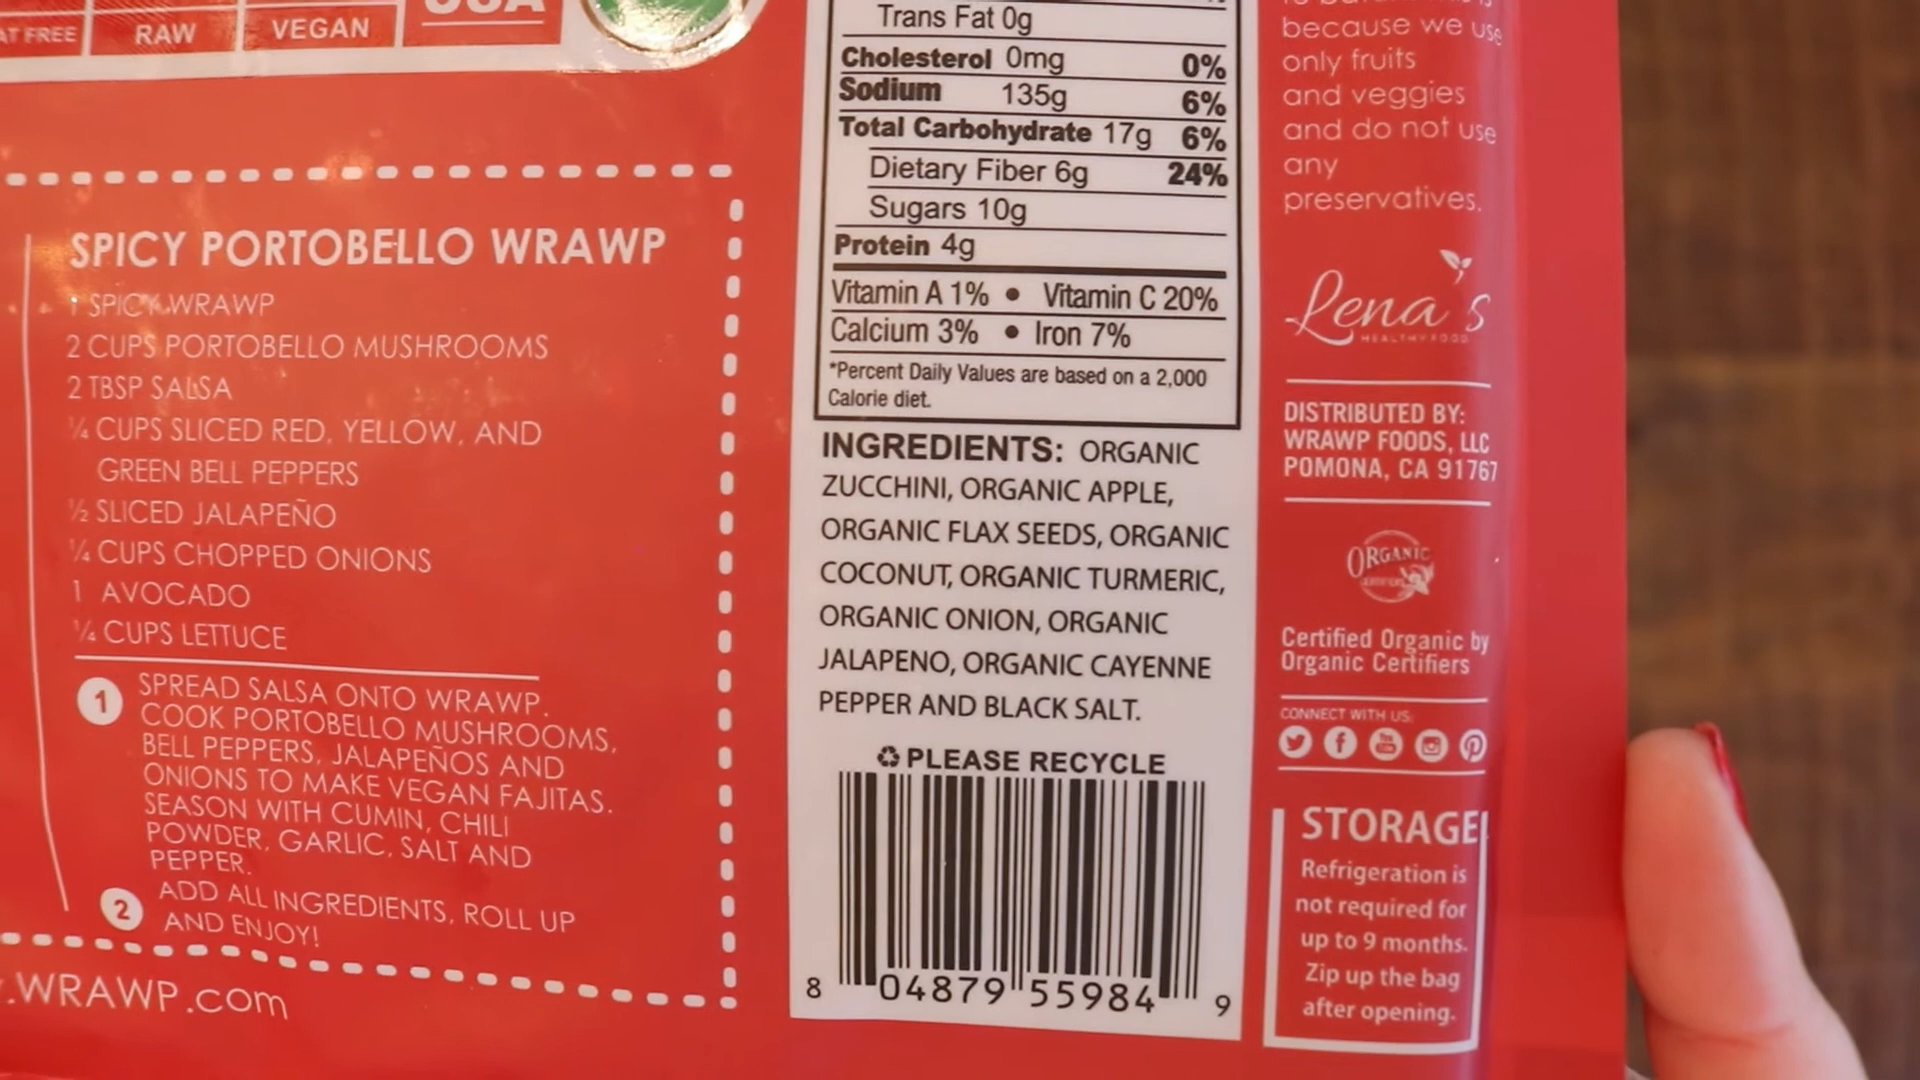 AT FREE
RAW
VEGAN
USA
SPICY PORTOBELLO WRAWP
1 SPICY WRAWP
2 CUPS PORTOBELLO MUSHROOMS
2 TBSP SALSA
¼ CUPS SLICED RED, YELLOW, AND
GREEN BELL PEPPERS
½ SLICED JALAPEÑO
¼ CUPS CHOPPED ONIONS
1 AVOCADO
¼ CUPS LETTUCE
1 SPREAD SALSA ONTO WRAWP.
COOK PORTOBELLO MUSHROOMS,
BELL PEPPERS, JALAPEÑOS AND
ONIONS TO MAKE VEGAN FAJITAS.
SEASON WITH CUMIN, CHILI
POWDER, GARLIC, SALT AND
PEPPER.
2 ADD ALL INGREDIENTS, ROLL UP
AND ENJOY!
.WRAWP.com
Trans Fat 0g
Cholesterol 0mg 0%
Sodium 135g 6%
Total Carbohydrate 17g 6%
Dietary Fiber 6g 24%
Sugars 10g
Protein 4g
Vitamin A 1% • Vitamin C 20%
Calcium 3% • Iron 7%
*Percent Daily Values are based on a 2,000
Calorie diet.
INGREDIENTS: ORGANIC
ZUCCHINI, ORGANIC APPLE,
ORGANIC FLAX SEEDS, ORGANIC
COCONUT, ORGANIC TURMERIC,
ORGANIC ONION, ORGANIC
JALAPENO, ORGANIC CAYENNE
PEPPER AND BLACK SALT.
PLEASE RECYCLE
8 04879 55984 9
because we use
only fruits
and veggies
and do not use
any
preservatives.
Lena's
HEALTHY FOOD
DISTRIBUTED BY:
WRAWP FOODS, LLC
POMONA, CA 91767
ORGANIC
Certified Organic by
Organic Certifiers
CONNECT WITH US:
STORAGE
Refrigeration is
not required for
up to 9 months.
Zip up the bag
after opening.